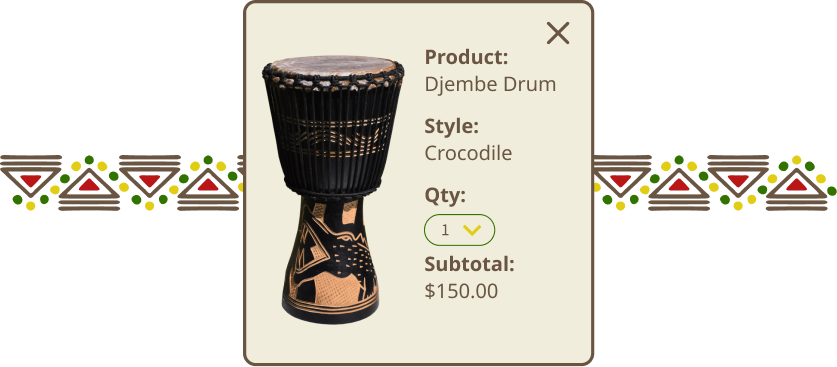 Product:
Djembe Drum
Style:
Crocodile
Qty:
1
Subtotal:
$150.00